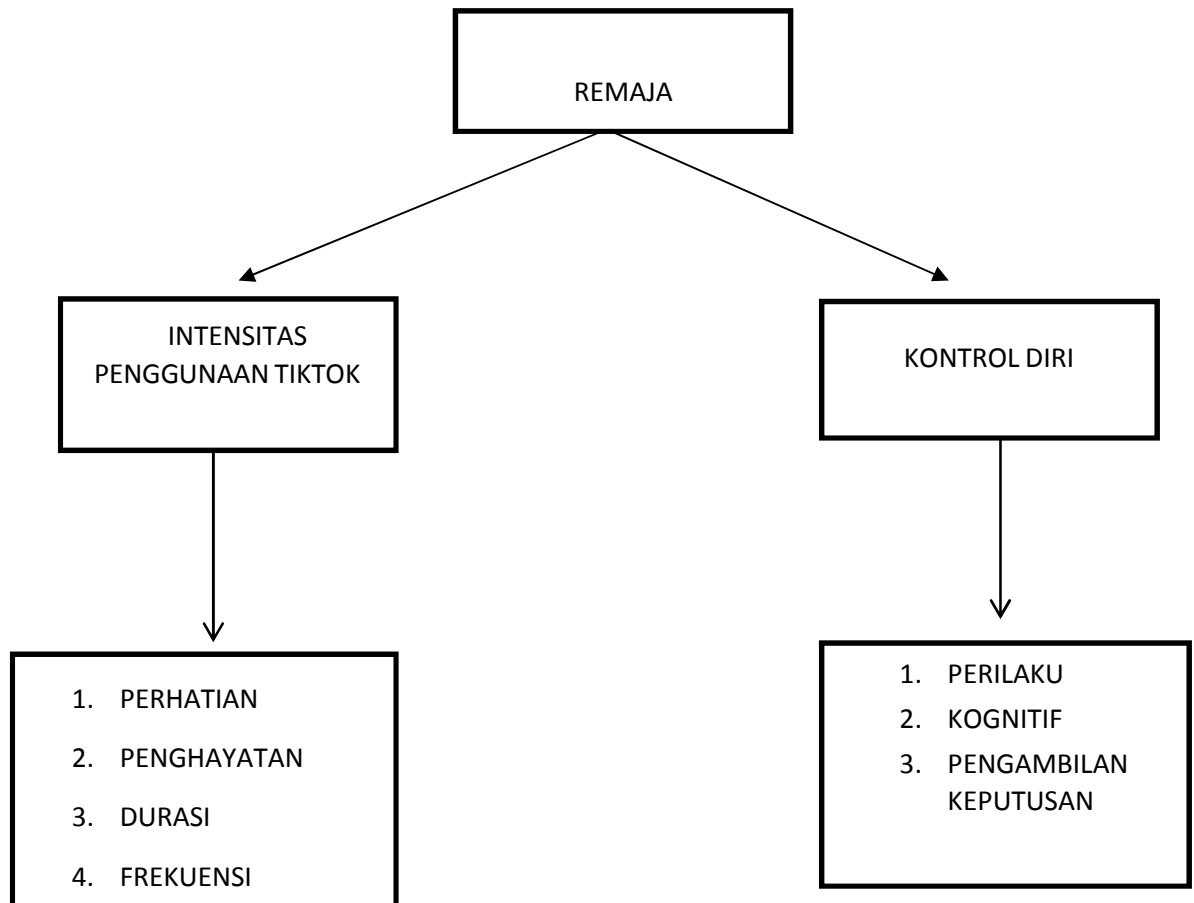 REMAJA
INTENSITAS
PENGGUNAAN TIKTOK
KONTROL DIRI
1. PERHATIAN
2. PENGHAYATAN
3. DURASI
4. FREKUENSI
1. PERILAKU
2. KOGNITIF
3. PENGAMBILAN
KEPUTUSAN